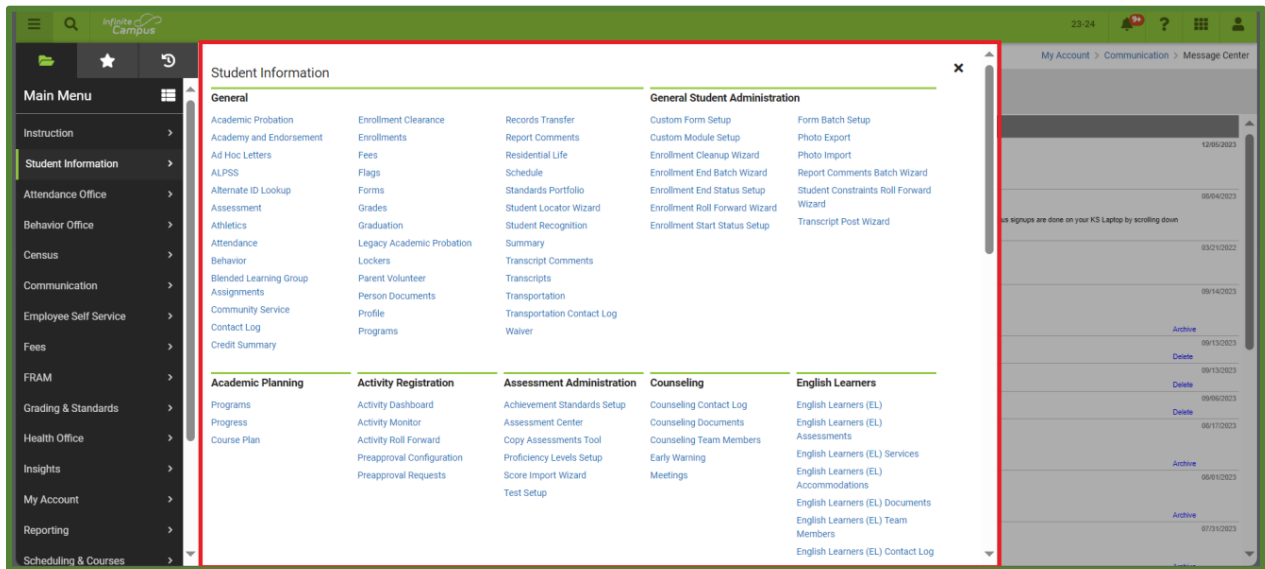 Infinite Campus
23-24
9+
?
My Account > Communication > Message Center
Main Menu
Instruction
Student Information
Attendance Office
Behavior Office
Census
Communication
Employee Self Service
Fees
FRAM
Grading & Standards
Health Office
Insights
My Account
Reporting
Scheduling & Courses
Student Information
General
Academic Probation
Academy and Endorsement
Ad Hoc Letters
ALPSS
Alternate ID Lookup
Assessment
Athletics
Attendance
Behavior
Blended Learning Group
Assignments
Community Service
Contact Log
Credit Summary
Enrollment Clearance
Enrollments
Fees
Flags
Forms
Grades
Graduation
Legacy Academic Probation
Lockers
Parent Volunteer
Person Documents
Profile
Programs
Records Transfer
Report Comments
Residential Life
Schedule
Standards Portfolio
Student Locator Wizard
Student Recognition
Summary
Transcript Comments
Transcripts
Transportation
Transportation Contact Log
Waiver
General Student Administration
Custom Form Setup
Custom Module Setup
Enrollment Cleanup Wizard
Enrollment End Batch Wizard
Enrollment End Status Setup
Enrollment Roll Forward Wizard
Enrollment Start Status Setup
Form Batch Setup
Photo Export
Photo Import
Report Comments Batch Wizard
Student Constraints Roll Forward
Wizard
Transcript Post Wizard
Academic Planning
Programs
Progress
Course Plan
Activity Registration
Activity Dashboard
Activity Monitor
Activity Roll Forward
Preapproval Configuration
Preapproval Requests
Assessment Administration
Achievement Standards Setup
Assessment Center
Copy Assessments Tool
Proficiency Levels Setup
Score Import Wizard
Test Setup
Counseling
Counseling Contact Log
Counseling Documents
Counseling Team Members
Early Warning
Meetings
English Learners
English Learners (EL)
English Learners (EL)
Assessments
English Learners (EL) Services
English Learners (EL)
Accommodations
English Learners (EL) Documents
English Learners (EL) Team
Members
English Learners (EL) Contact Log
12/05/2023
08/04/2023
us signups are done on your KS Laptop by scrolling down
03/21/2022
09/14/2023
Archive
09/13/2023
Delete
09/13/2023
Delete
09/06/2023
Delete
08/17/2023
Archive
08/01/2023
Archive
07/31/2023